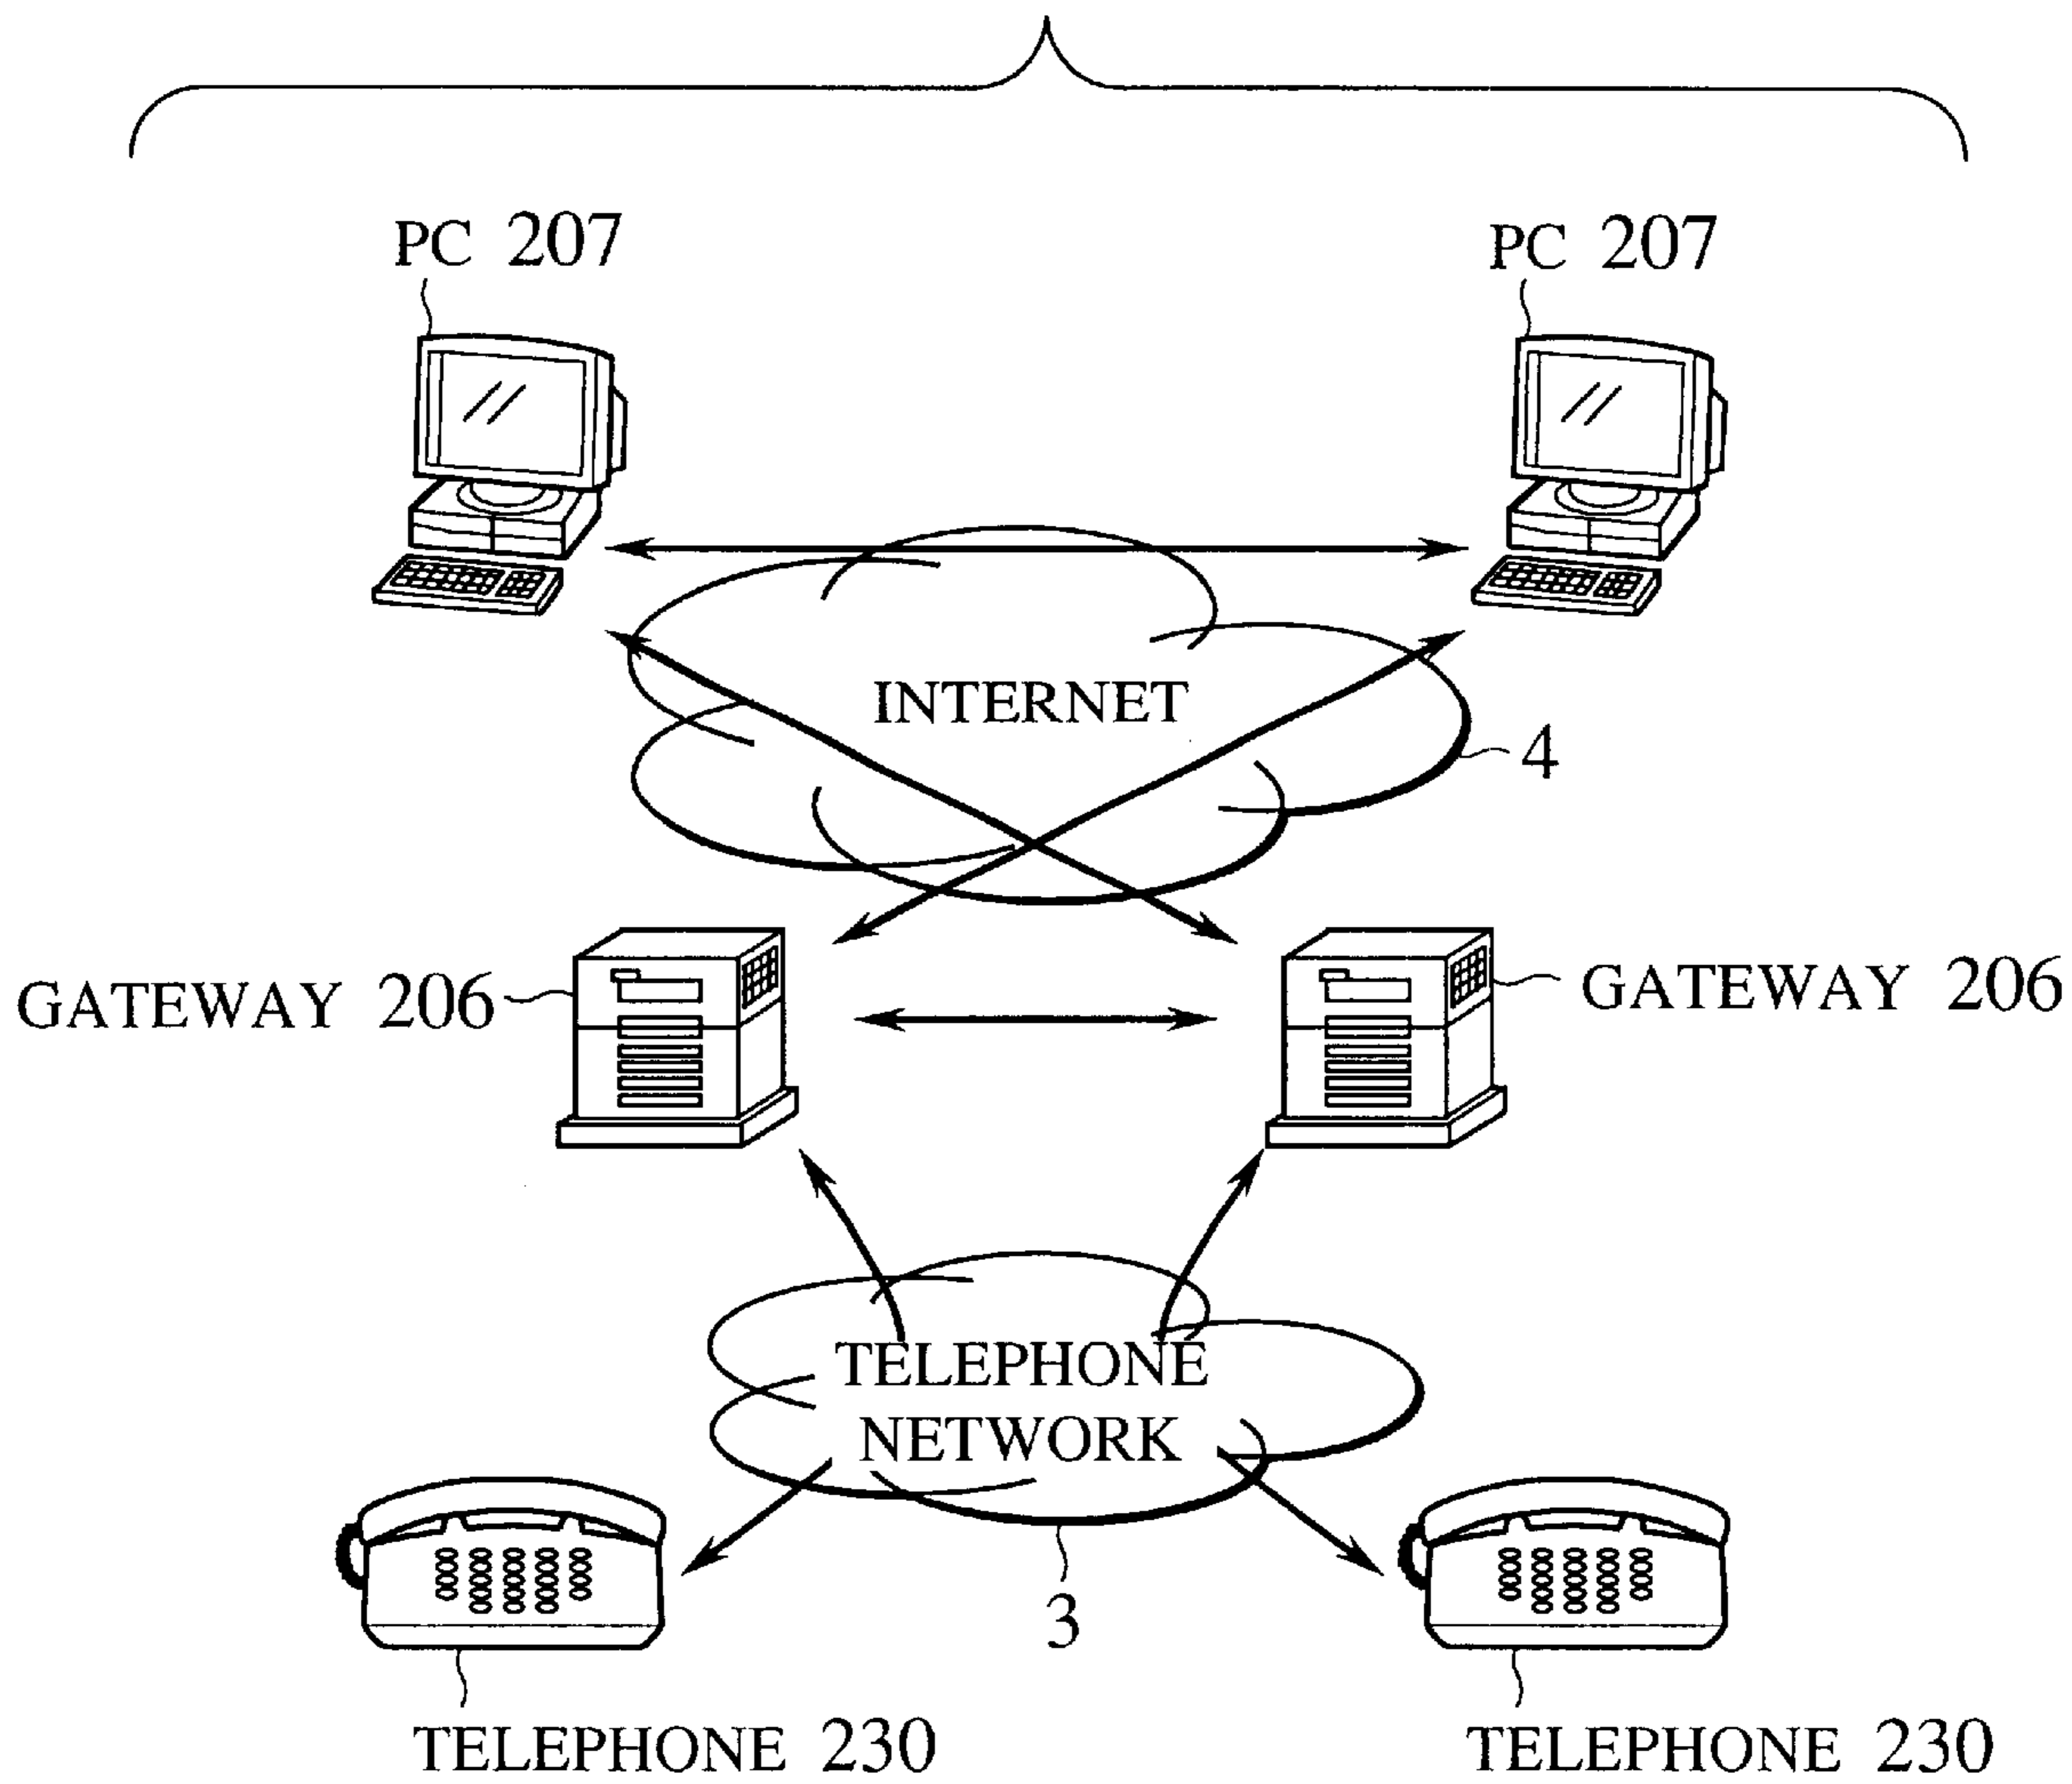 PC 207
PC 207
INTERNET
4
GATEWAY 206
GATEWAY 206
TELEPHONE
NETWORK
3
TELEPHONE 230
TELEPHONE 230